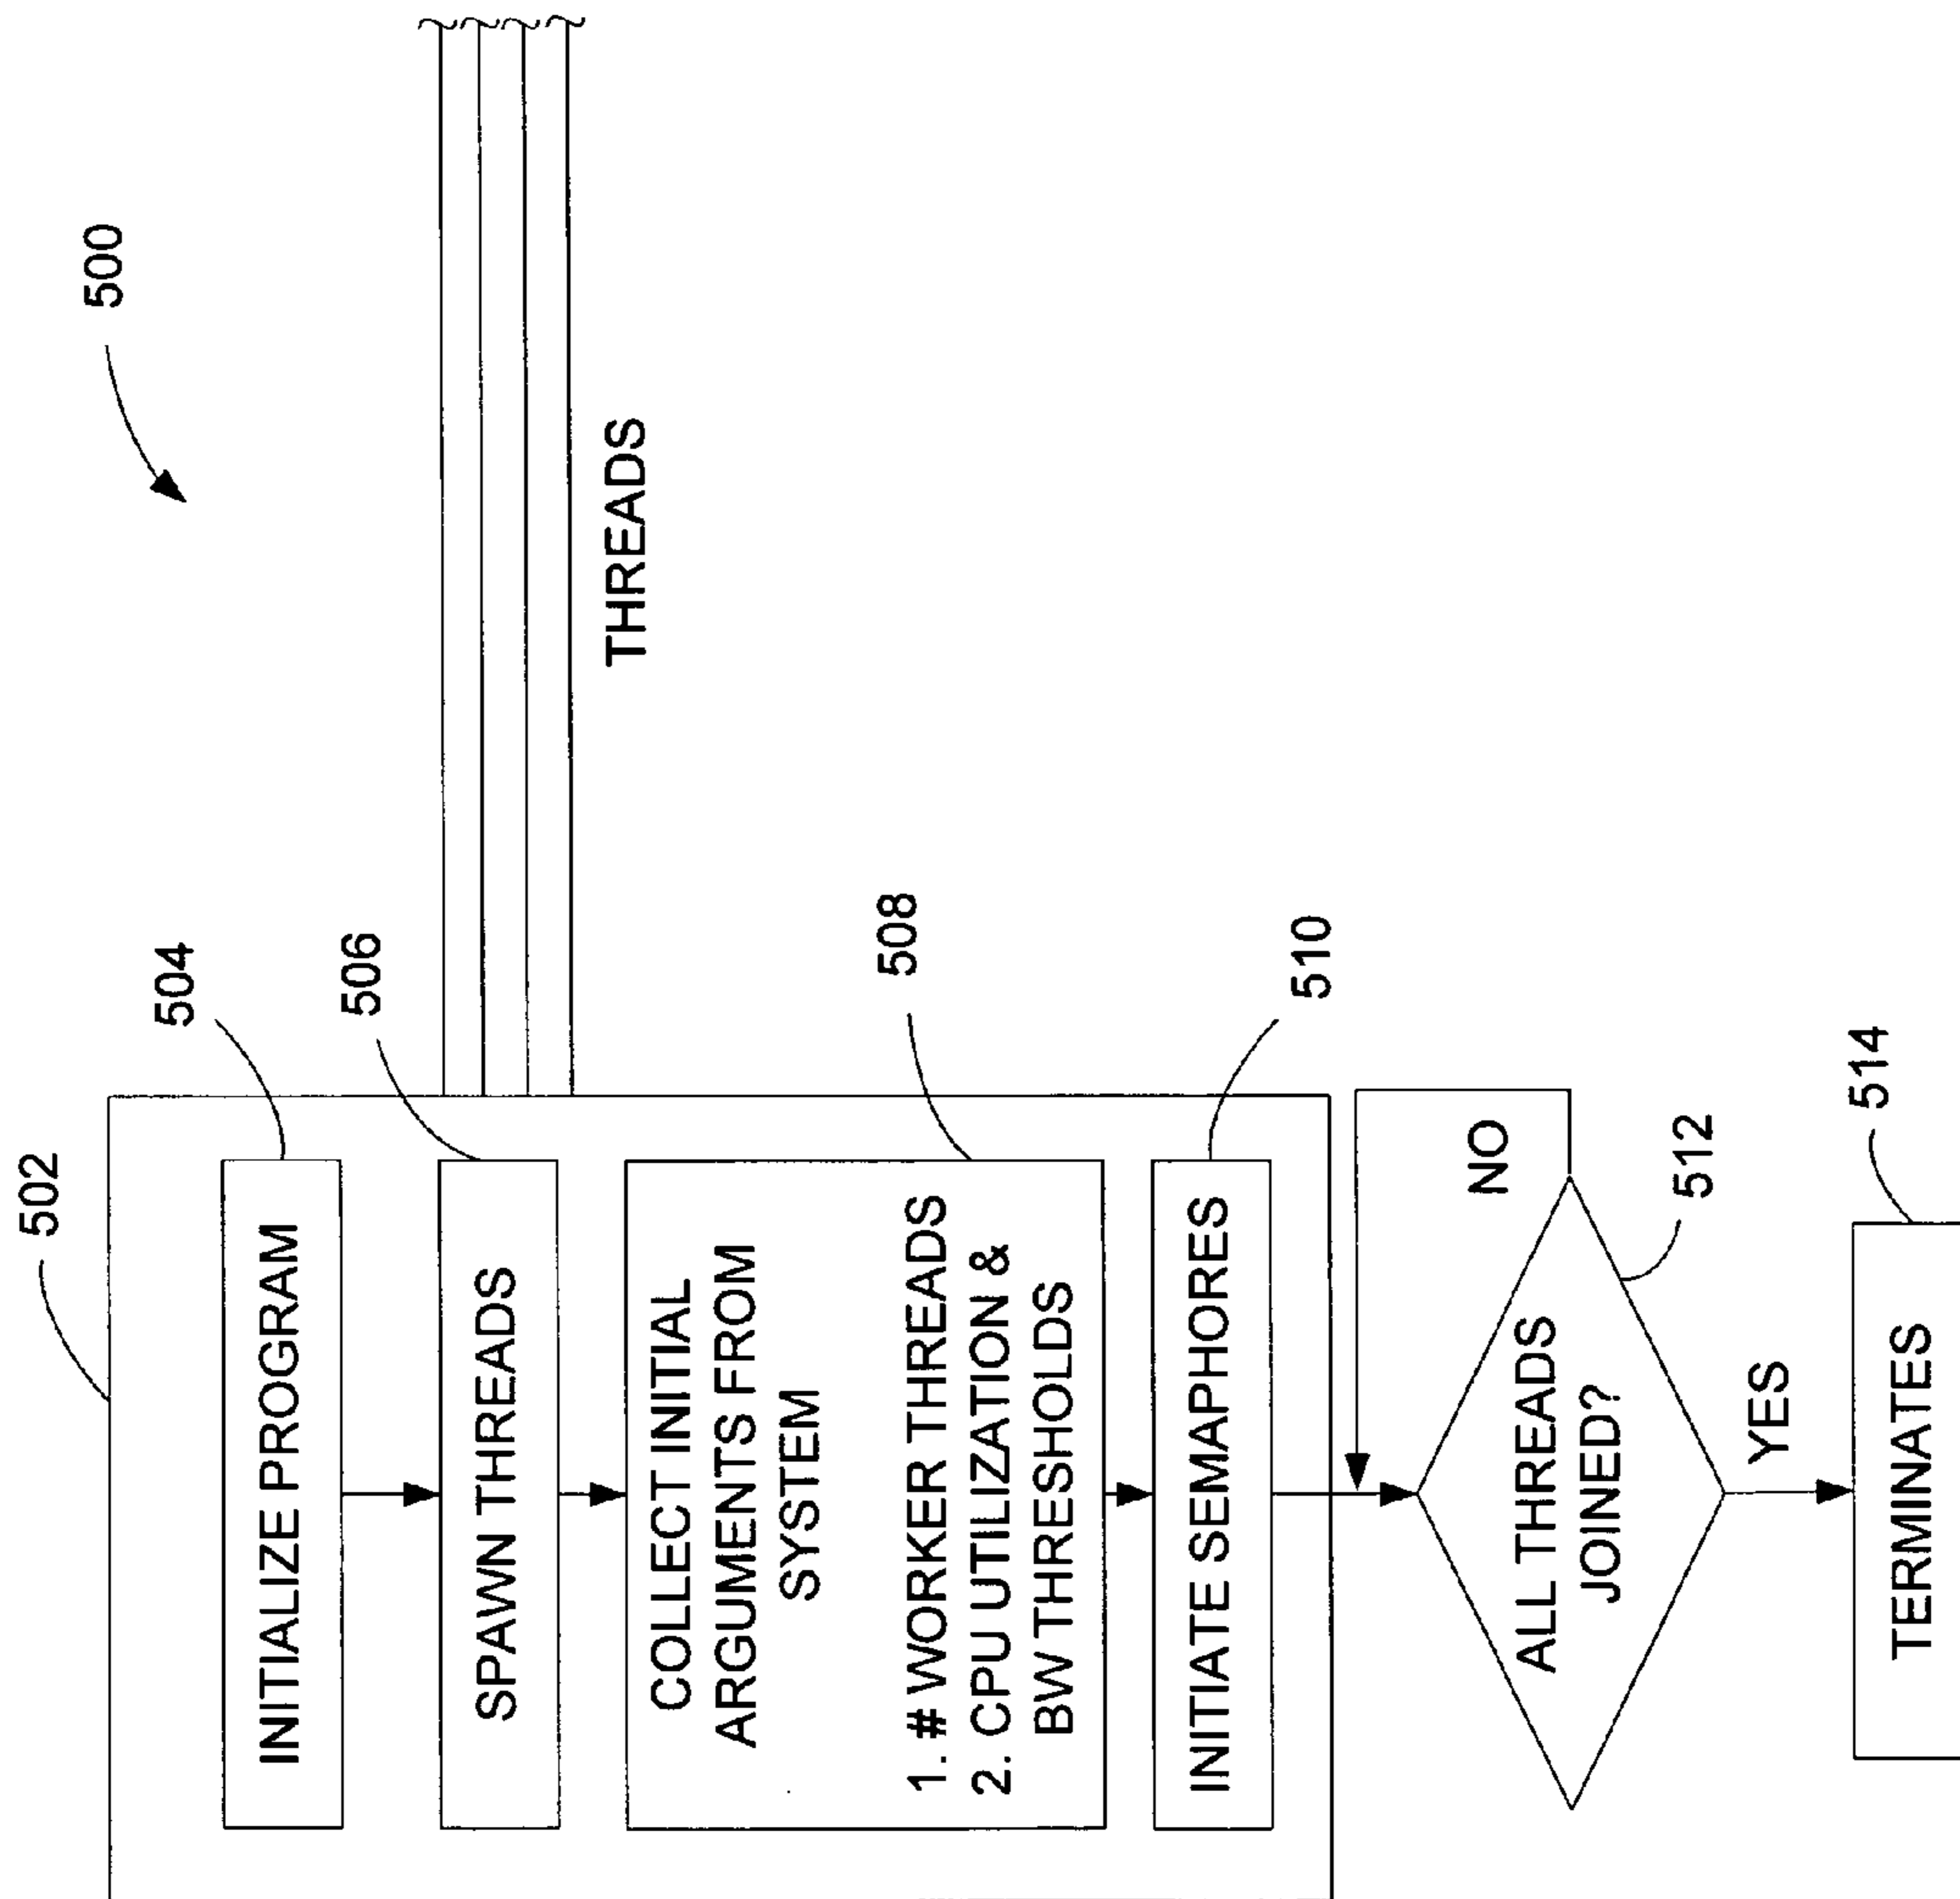 500
502
504
INITIALIZE PROGRAM
506
SPAWN THREADS
THREADS
508
COLLECT INITIAL
ARGUMENTS FROM
SYSTEM
1. # WORKER THREADS
2. CPU UTILIZATION &
BW THRESHOLDS
510
INITIATE SEMAPHORES
NO
512
ALL THREADS
JOINED?
YES
514
TERMINATES